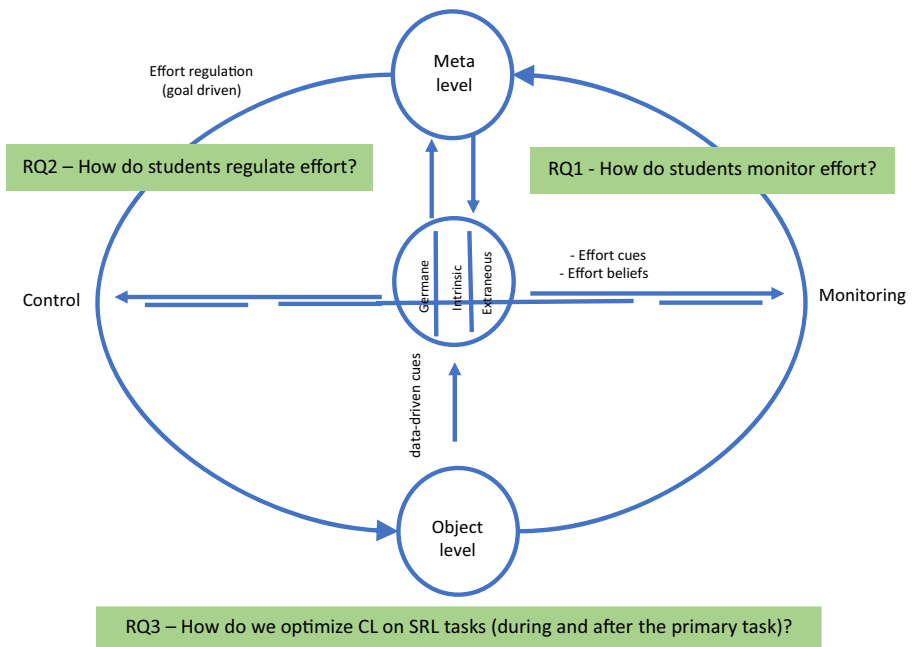 Meta
level
Effort regulation
(goal driven)
RQ2 – How do students regulate effort?
RQ1 - How do students monitor effort?
- Effort cues
- Effort beliefs
Control
Germane
Intrinsic
Extraneous
Monitoring
data-driven cues
Object
level
RQ3 – How do we optimize CL on SRL tasks (during and after the primary task)?